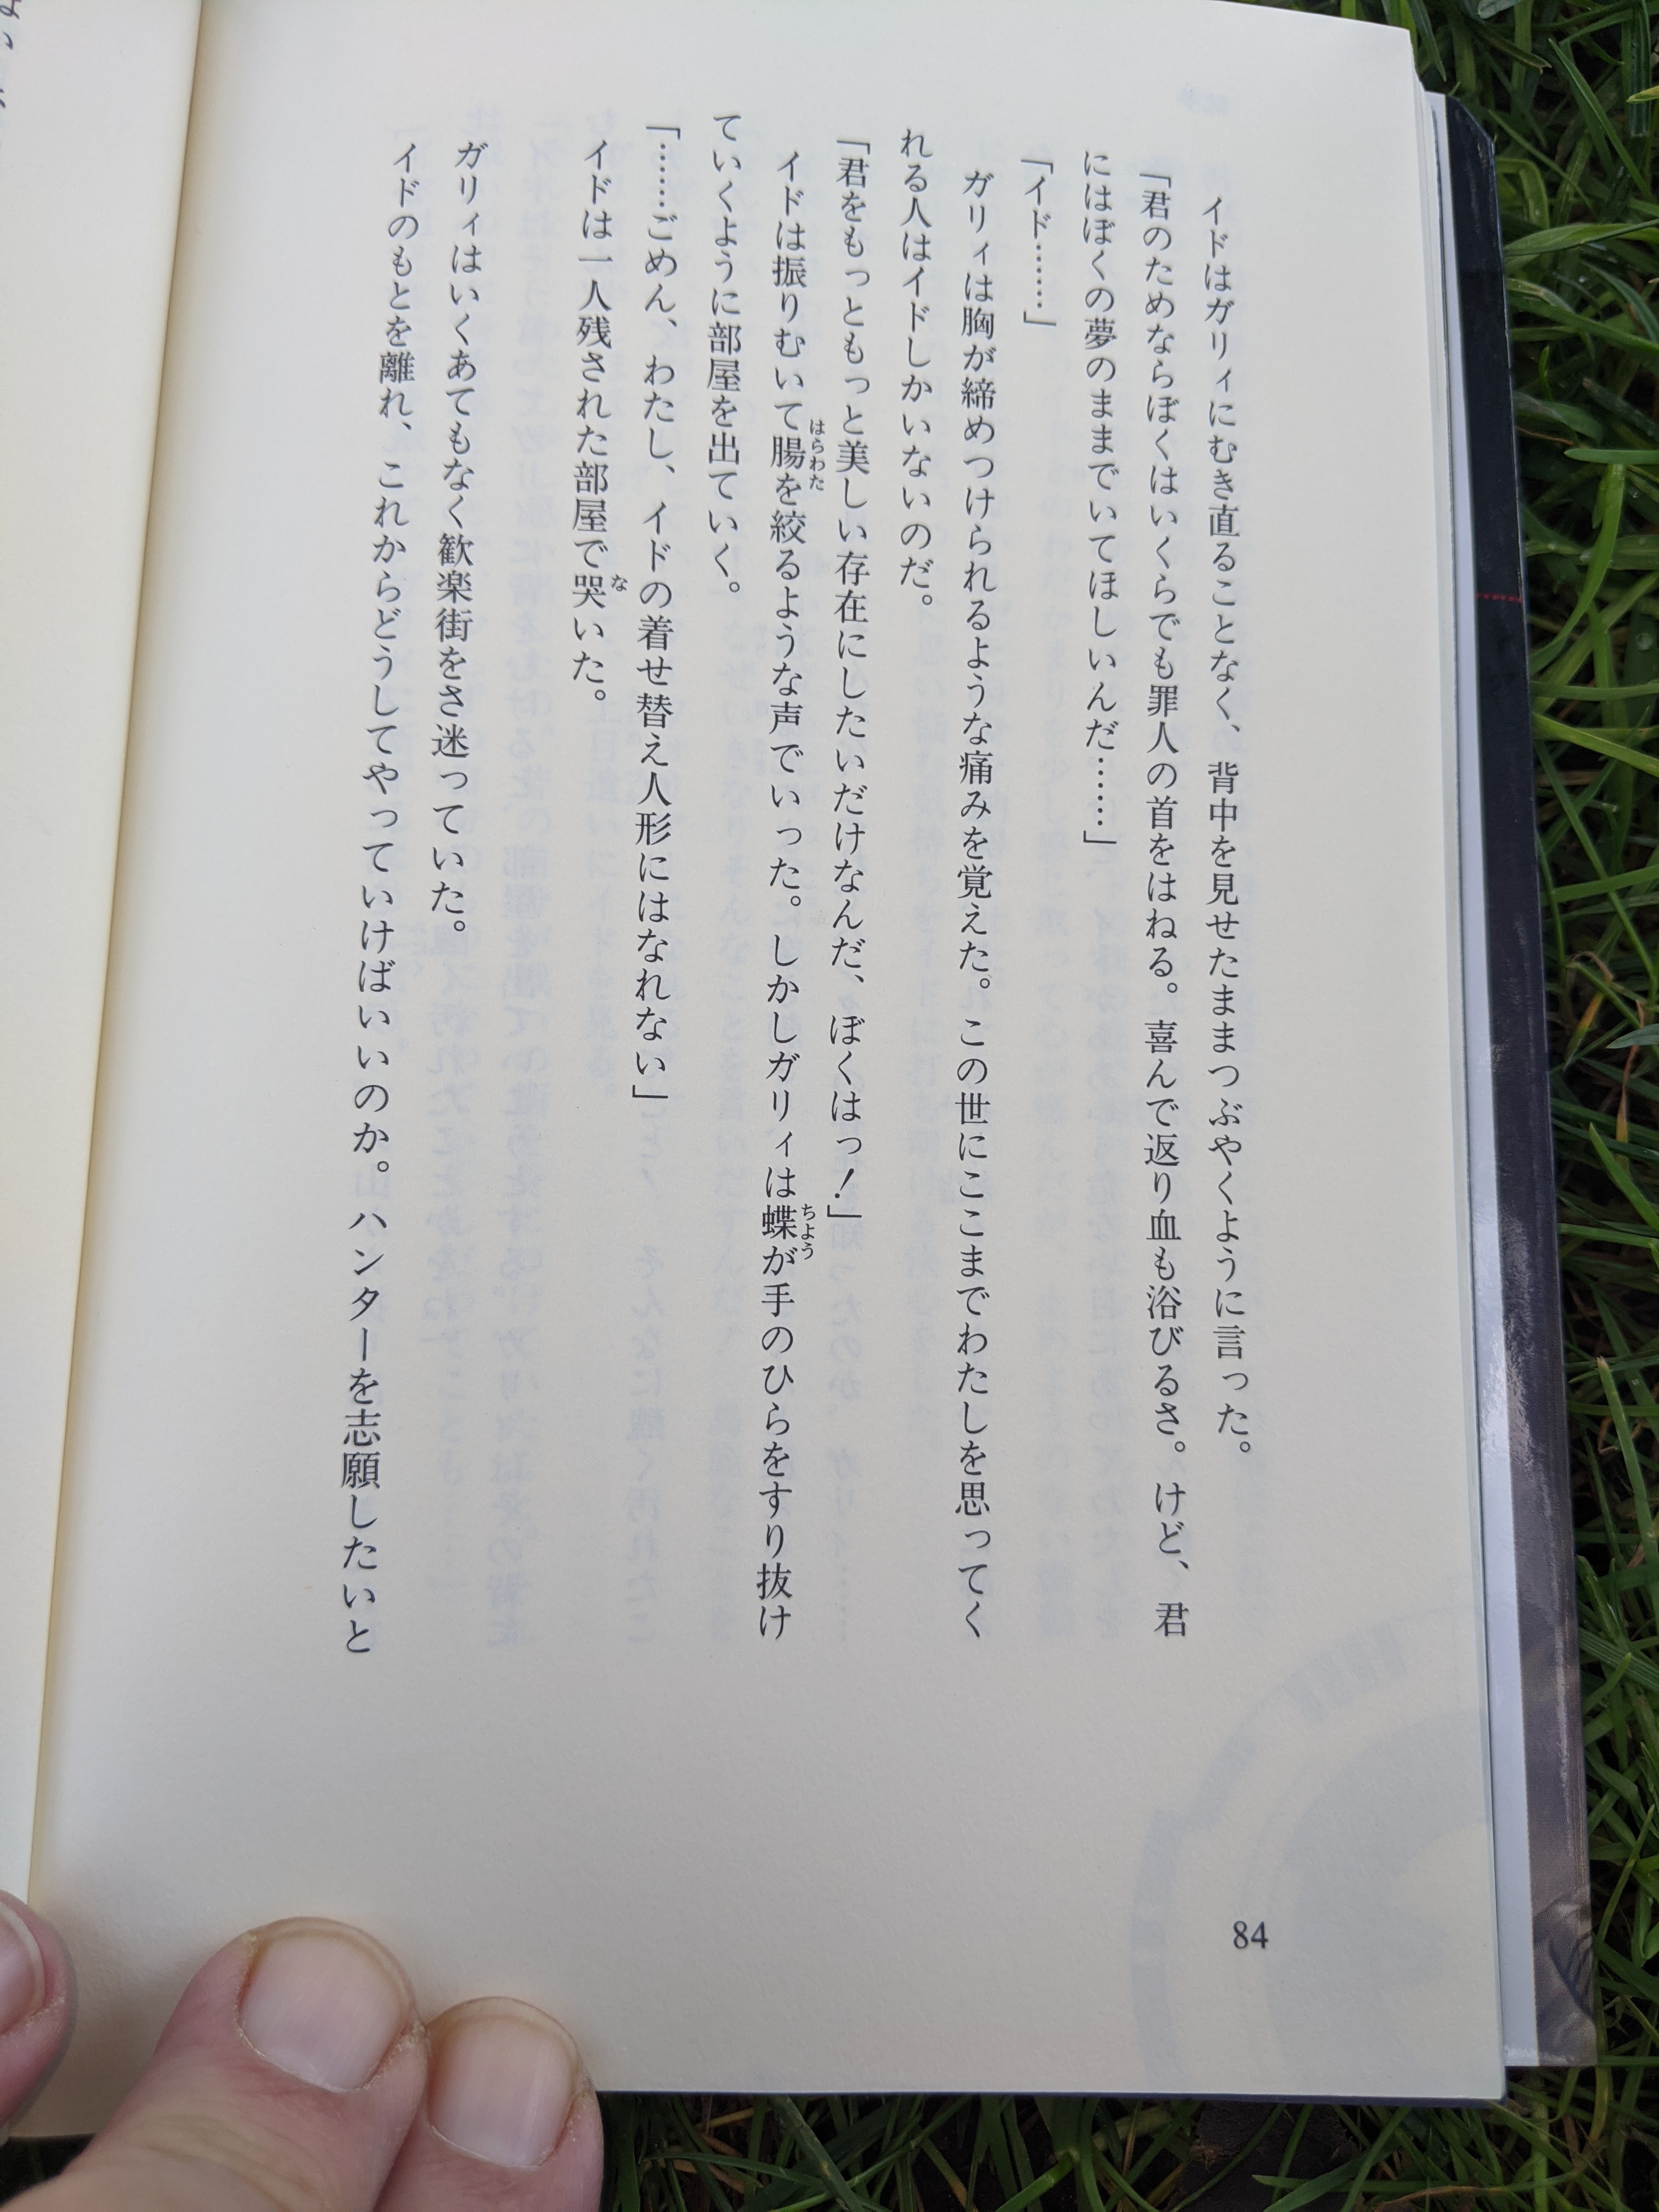 イドはガリィにむき直ることなく、背中を見せたままつぶやくように言った。
「君のためならぼくはいくらでも罪人の首をはねる。喜んで返り血も浴びるさ。けど、君
にはぼくの夢のままでいてほしいんだ……」
「イド……」
ガリィは胸が締めつけられるような痛みを覚えた。この世にここまでわたしを思ってく
れる人はイドしかいないのだ。
「君をもっともっと美しい存在にしたいだけなんだ、ぼくはっ！」
イドは振りむいて腸を絞るような声でいった。しかしガリィは蝶が手のひらをすり抜け
ていくように部屋を出ていく。
「……ごめん、わたし、イドの着せ替え人形にはなれない」
イドは一人残された部屋で哭いた。
ガリィはいくあてもなく歓楽街をさ迷っていた。
イドのもとを離れ、これからどうしてやっていけばいいのか。ハンターを志願したいと
はらわた
ちょう
な
84